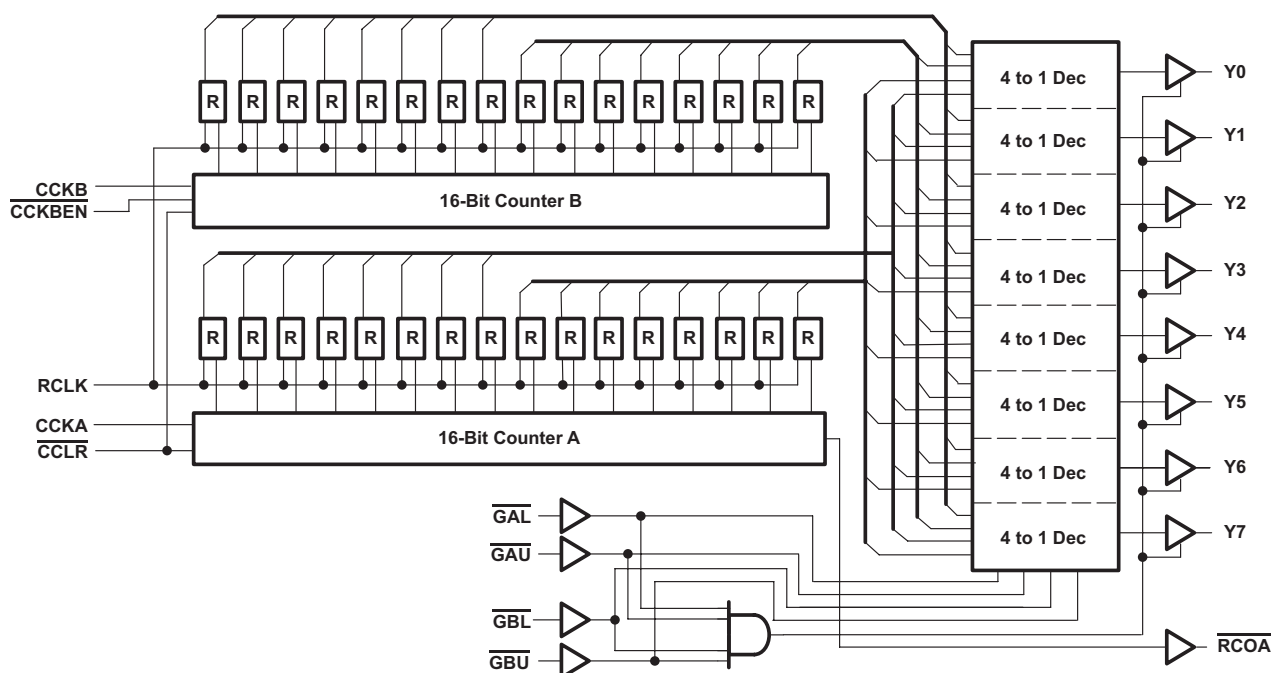 R R R R R R R R R R R R R R R R
CCKB
CCKBEN
16-Bit Counter B
R R R R R R R R R R R R R R R R
RCLK
CCKA
CCLR
16-Bit Counter A
4 to 1 Dec
4 to 1 Dec
4 to 1 Dec
4 to 1 Dec
4 to 1 Dec
4 to 1 Dec
4 to 1 Dec
4 to 1 Dec
Y0
Y1
Y2
Y3
Y4
Y5
Y6
Y7
GAL
GAU
GBL
GBU
RCOA